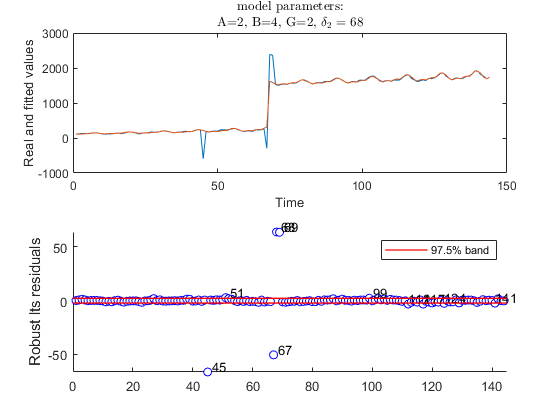 model parameters:
A=2, B=4, G=2, δ₂ = 68
3000
2000
1000
0
-1000
Real and fitted values
0 50 100 150
Time
50
0
-50
Robust lts residuals
69
97.5% band
51
99
141
67
45
0 20 40 60 80 100 120 140